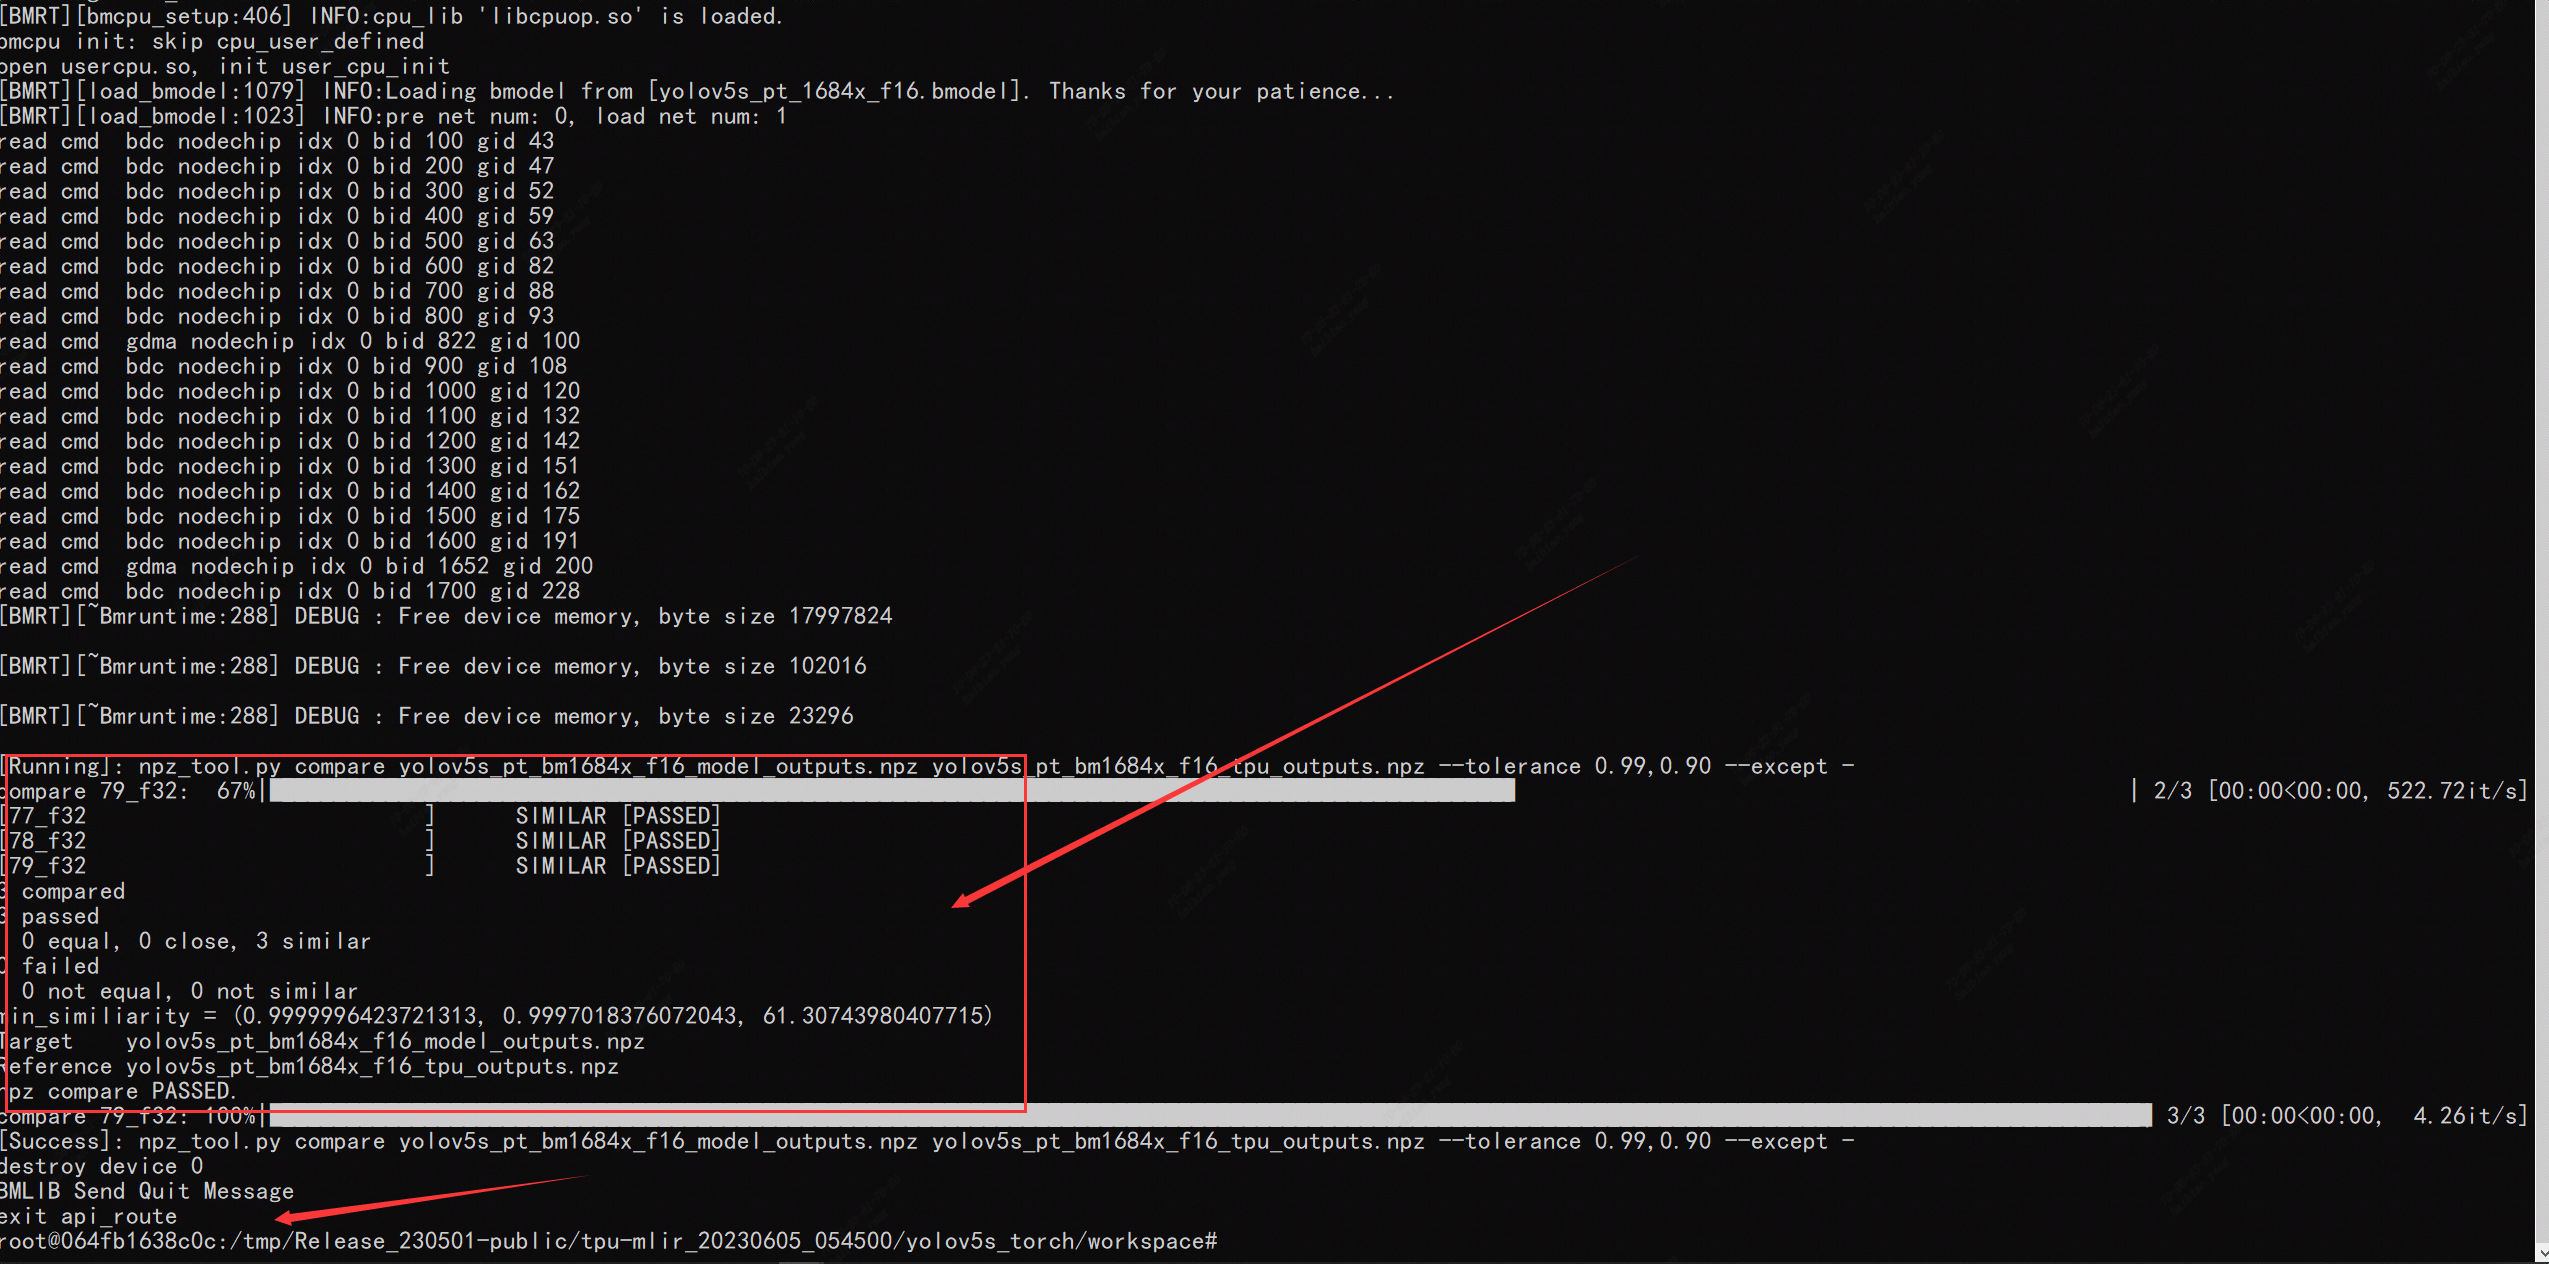 [BMRT][bmcpu_setup:406] INFO:cpu_lib 'libcpuop.so' is loaded.
bmcpu init: skip cpu_user_defined
open usercpu.so, init user_cpu_init
[BMRT][load_bmodel:1079] INFO:Loading bmodel from [yolov5s_pt_1684x_f16.bmodel]. Thanks for your patience...
[BMRT][load_bmodel:1023] INFO:pre net num: 0, load net num: 1
read cmd  bdc nodechip idx 0 bid 100 gid 43
read cmd  bdc nodechip idx 0 bid 200 gid 47
read cmd  bdc nodechip idx 0 bid 300 gid 52
read cmd  bdc nodechip idx 0 bid 400 gid 59
read cmd  bdc nodechip idx 0 bid 500 gid 63
read cmd  bdc nodechip idx 0 bid 600 gid 82
read cmd  bdc nodechip idx 0 bid 700 gid 88
read cmd  bdc nodechip idx 0 bid 800 gid 93
read cmd  gdma nodechip idx 0 bid 822 gid 100
read cmd  bdc nodechip idx 0 bid 900 gid 108
read cmd  bdc nodechip idx 0 bid 1000 gid 120
read cmd  bdc nodechip idx 0 bid 1100 gid 132
read cmd  bdc nodechip idx 0 bid 1200 gid 142
read cmd  bdc nodechip idx 0 bid 1300 gid 151
read cmd  bdc nodechip idx 0 bid 1400 gid 162
read cmd  bdc nodechip idx 0 bid 1500 gid 175
read cmd  bdc nodechip idx 0 bid 1600 gid 191
read cmd  gdma nodechip idx 0 bid 1652 gid 200
read cmd  bdc nodechip idx 0 bid 1700 gid 228
[BMRT][~Bmruntime:288] DEBUG : Free device memory, byte size 17997824
[BMRT][~Bmruntime:288] DEBUG : Free device memory, byte size 102016
[BMRT][~Bmruntime:288] DEBUG : Free device memory, byte size 23296
[Running]: npz_tool.py compare yolov5s_pt_bm1684x_f16_model_outputs.npz yolov5s_pt_bm1684x_f16_tpu_outputs.npz --tolerance 0.99,0.90 --except -
compare 79_f32:  67%| | 2/3 [00:00<00:00, 522.72it/s]
[77_f32                          ]      SIMILAR [PASSED]
[78_f32                          ]      SIMILAR [PASSED]
[79_f32                          ]      SIMILAR [PASSED]
3 compared
3 passed
  0 equal, 0 close, 3 similar
0 failed
  0 not equal, 0 not similar
min_similiarity = (0.9999996423721313, 0.9997018376072043, 61.30743980407715)
Target    yolov5s_pt_bm1684x_f16_model_outputs.npz
Reference yolov5s_pt_bm1684x_f16_tpu_outputs.npz
npz compare PASSED.
compare 79_f32: 100%| | 3/3 [00:00<00:00,  4.26it/s]
[Success]: npz_tool.py compare yolov5s_pt_bm1684x_f16_model_outputs.npz yolov5s_pt_bm1684x_f16_tpu_outputs.npz --tolerance 0.99,0.90 --except -
destroy device 0
BMLIB Send Quit Message
exit api_route
root@064fb1638c0c:/tmp/Release_230501-public/tpu-mlir_20230605_054500/yolov5s_torch/workspace#